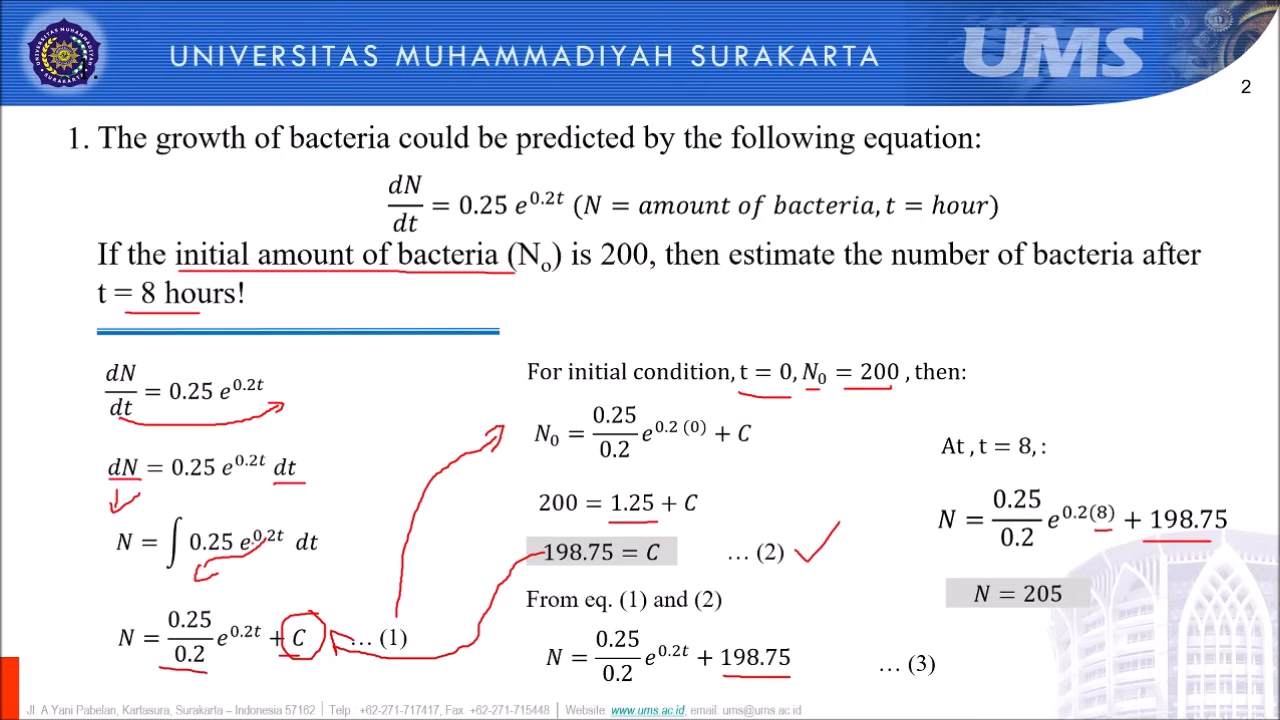 UNIVERSITAS MUHAMMADIYAH SURAKARTA
UMS
2
1. The growth of bacteria could be predicted by the following equation:
dN/dt = 0.25 e^0.2t (N = amount of bacteria, t = hour)
If the initial amount of bacteria (N₀) is 200, then estimate the number of bacteria after
t = 8 hours!
dN/dt = 0.25 e^0.2t
dN = 0.25 e^0.2t dt
N = ∫ 0.25 e^0.2t dt
N = 0.25/0.2 e^0.2t + C … (1)
For initial condition, t = 0, N₀ = 200 , then:
N₀ = 0.25/0.2 e^0.2 (0) + C
200 = 1.25 + C
198.75 = C … (2)
From eq. (1) and (2)
N = 0.25/0.2 e^0.2t + 198.75 … (3)
At , t = 8, :
N = 0.25/0.2 e^0.2(8) + 198.75
N = 205
Jl. A.Yani Pabelan, Kartasura, Surakarta – Indonesia 57162 | Telp. +62-271-717417, Fax. +62-271-715448 | Website: www.ums.ac.id, email: ums@ums.ac.id